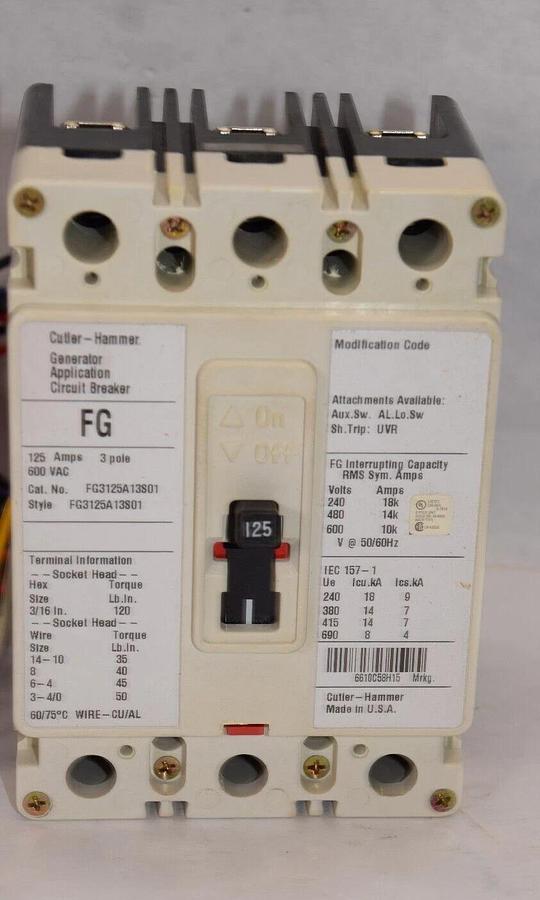 Cutler-Hammer
Generator
Application
Circuit Breaker
FG
125 Amps 3 pole
600 VAC
Cat. No. FG3125A13S01
Style FG3125A13S01
Terminal Information
--Socket Head--
Hex Torque
Size Lb.In.
3/16 In. 120
--Socket Head--
Wire Torque
Size Lb.In.
14-10 35
8 40
6-4 45
3-4/0 50
60/75°C WIRE-CU/AL
△ On
▽ OFF
125
Modification Code
Attachments Available:
Aux.Sw. AL.Lo.Sw
Sh.Trip: UVR
FG Interrupting Capacity
RMS Sym. Amps
Volts Amps
240 18k
480 14k
600 10k
V @ 50/60Hz
IEC 157-1
Ue Icu.kA Ics.kA
240 18 9
380 14 7
415 14 7
690 8 4
6610C58H15 Mrkg.
Cutler-Hammer
Made in U.S.A.